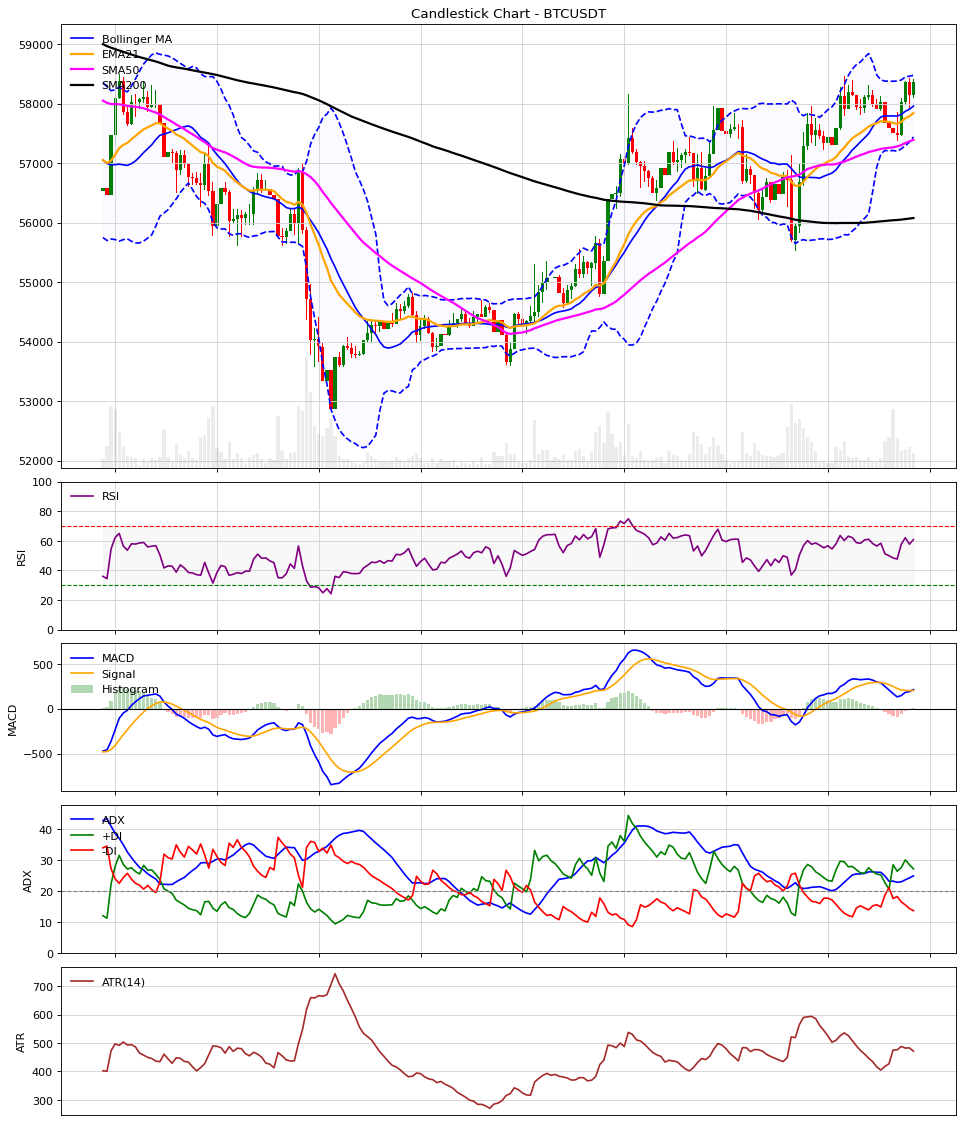 Candlestick Chart - BTCUSDT
Bollinger MA
EMA21
SMA50
SMA200
59000
58000
57000
56000
55000
54000
53000
52000
RSI
RSI
100
80
60
40
20
0
MACD
Signal
Histogram
MACD
500
0
−500
ADX
+DI
-DI
ADX
40
30
20
10
0
ATR(14)
ATR
700
600
500
400
300